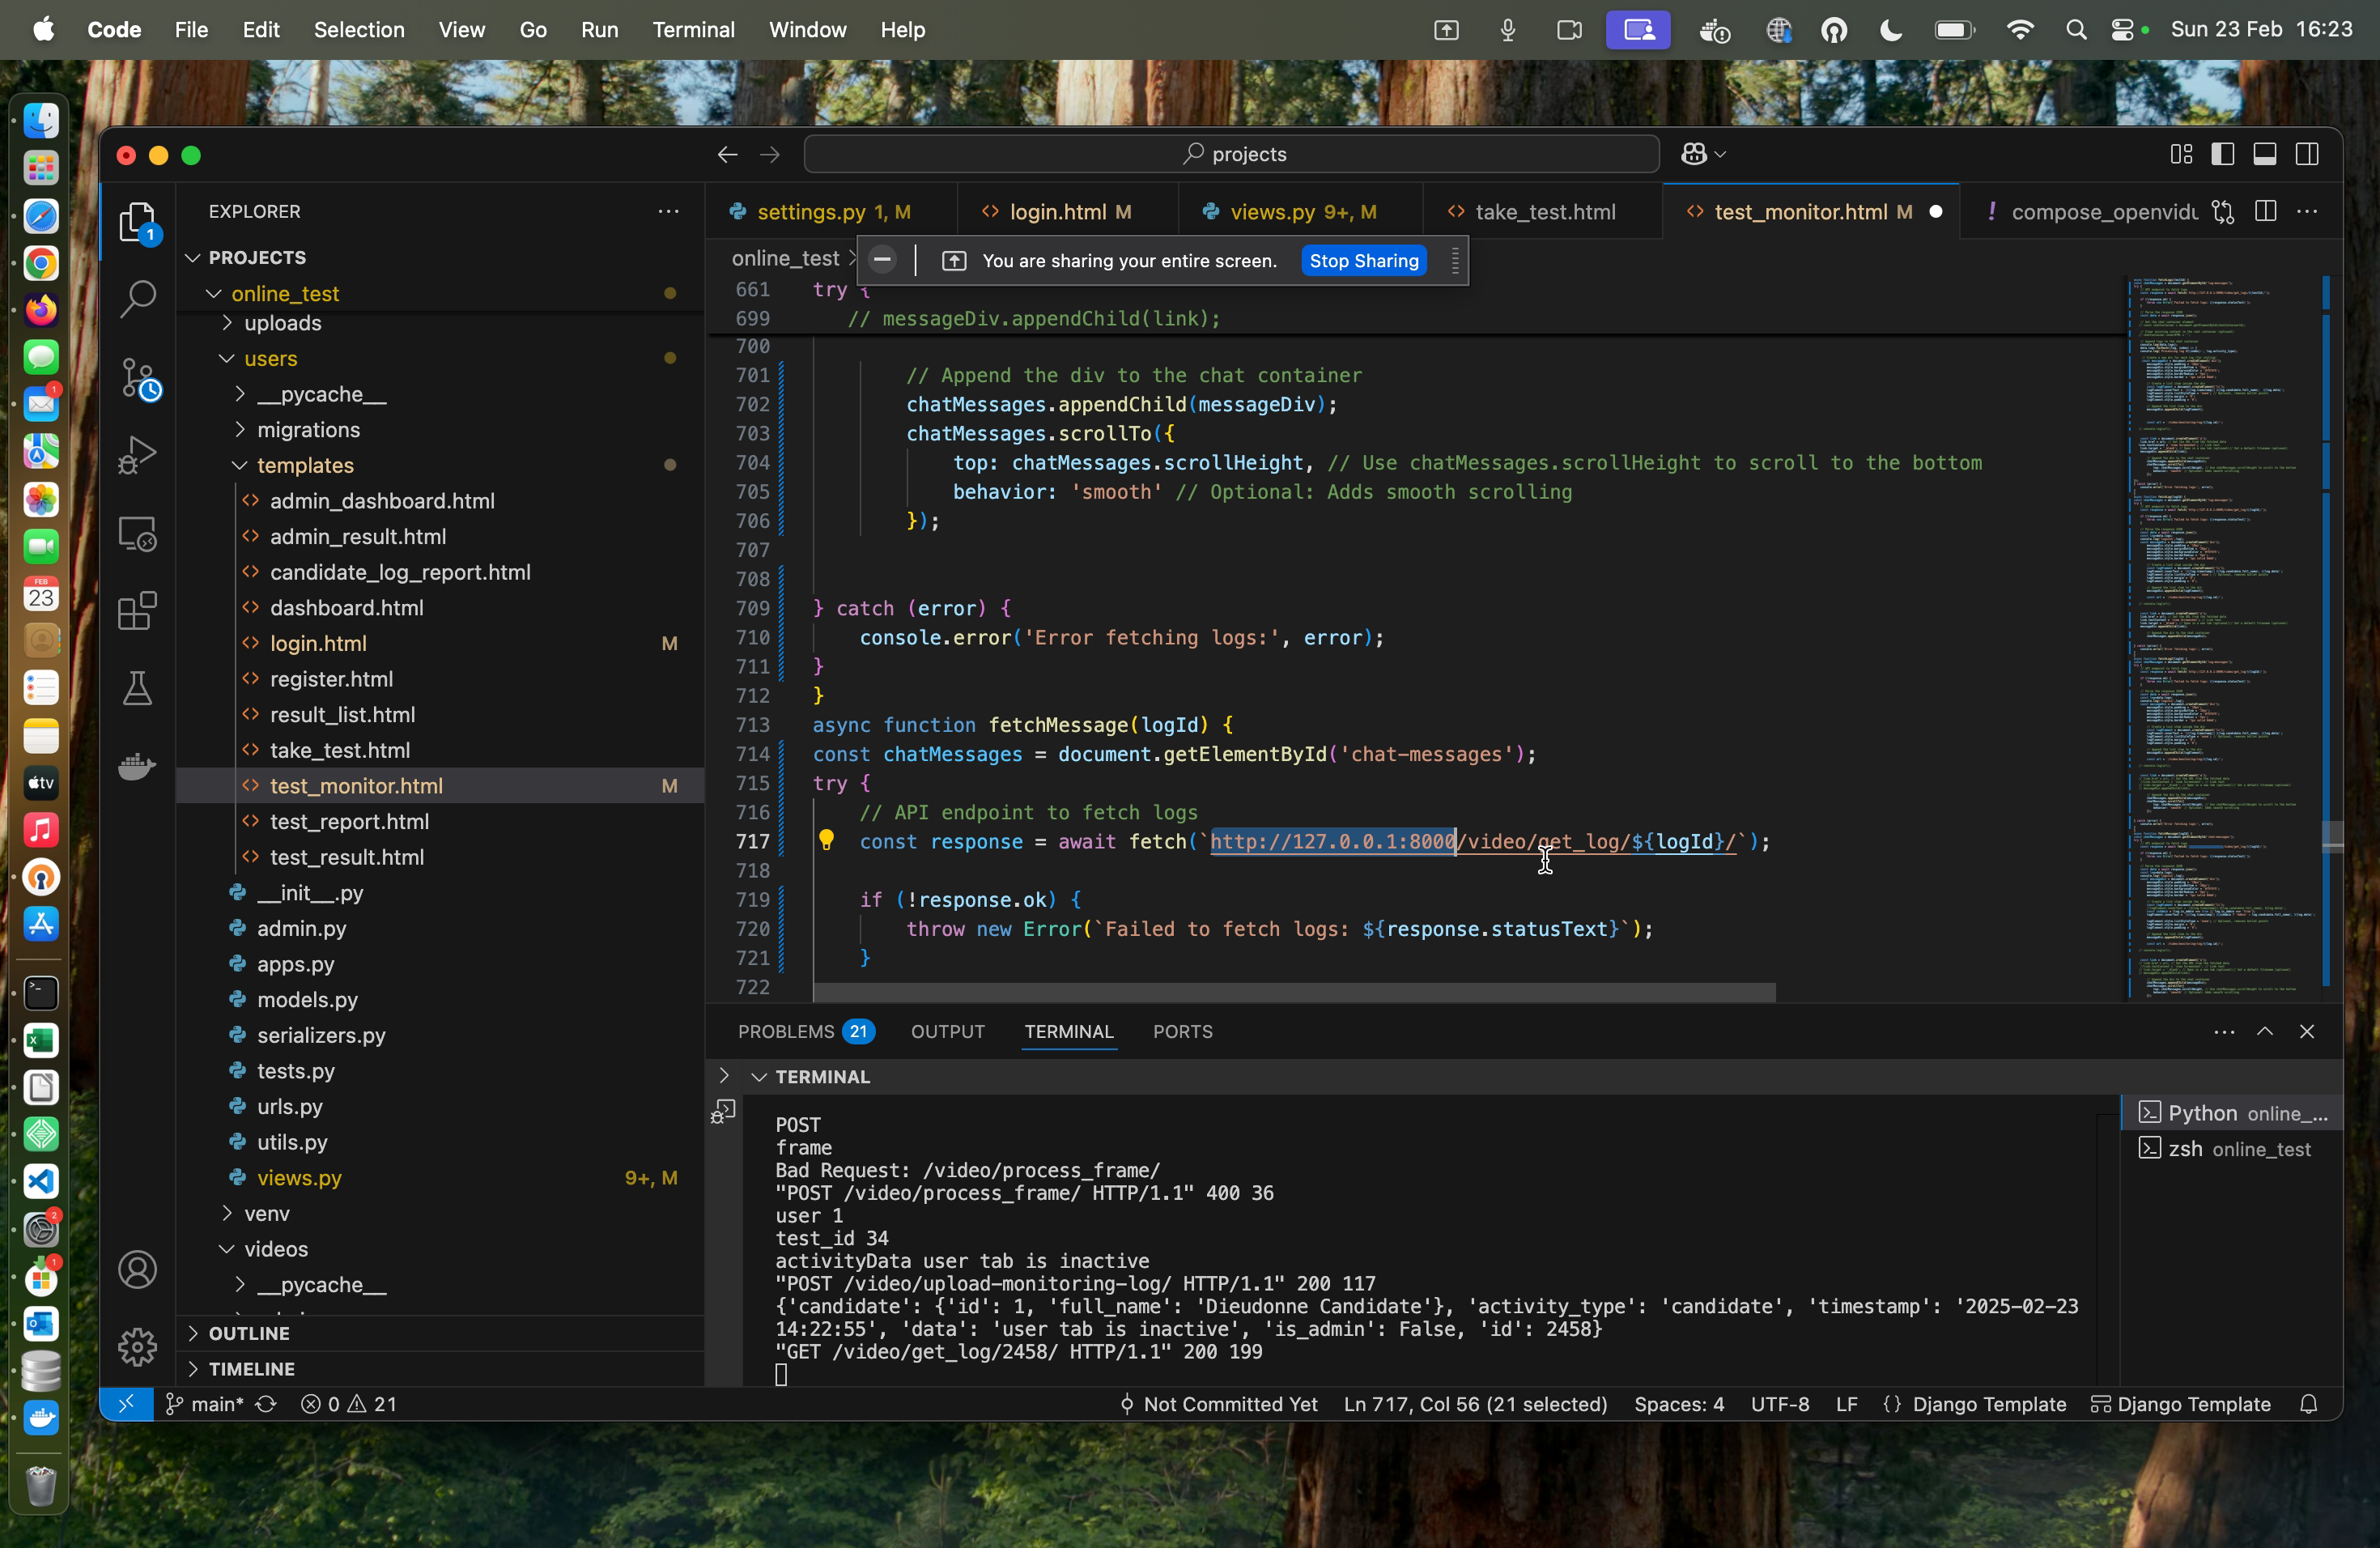 Code File Edit Selection View Go Run Terminal Window Help
Sun 23 Feb 16:23
projects
EXPLORER
PROJECTS
online_test
uploads
users
__pycache__
migrations
templates
admin_dashboard.html
admin_result.html
candidate_log_report.html
dashboard.html
login.html M
register.html
result_list.html
take_test.html
test_monitor.html M
test_report.html
test_result.html
__init__.py
admin.py
apps.py
models.py
serializers.py
tests.py
urls.py
utils.py
views.py 9+, M
venv
videos
__pycache__
OUTLINE
TIMELINE
settings.py 1, M
login.html M
views.py 9+, M
take_test.html
test_monitor.html M
! compose_openvidu
online_test >
You are sharing your entire screen. Stop Sharing
661 try {
699 // messageDiv.appendChild(link);
700
701 // Append the div to the chat container
702 chatMessages.appendChild(messageDiv);
703 chatMessages.scrollTo({
704 top: chatMessages.scrollHeight, // Use chatMessages.scrollHeight to scroll to the bottom
705 behavior: 'smooth' // Optional: Adds smooth scrolling
706 });
707
708
709 } catch (error) {
710 console.error('Error fetching logs:', error);
711 }
712 }
713 async function fetchMessage(logId) {
714 const chatMessages = document.getElementById('chat-messages');
715 try {
716 // API endpoint to fetch logs
717 const response = await fetch(`http://127.0.0.1:8000/video/get_log/${logId}/`);
718
719 if (!response.ok) {
720 throw new Error(`Failed to fetch logs: ${response.statusText}`);
721 }
722
PROBLEMS 21 OUTPUT TERMINAL PORTS
TERMINAL
POST
frame
Bad Request: /video/process_frame/
"POST /video/process_frame/ HTTP/1.1" 400 36
user 1
test_id 34
activityData user tab is inactive
"POST /video/upload-monitoring-log/ HTTP/1.1" 200 117
{'candidate': {'id': 1, 'full_name': 'Dieudonne Candidate'}, 'activity_type': 'candidate', 'timestamp': '2025-02-23
14:22:55', 'data': 'user tab is inactive', 'is_admin': False, 'id': 2458}
"GET /video/get_log/2458/ HTTP/1.1" 200 199
Python online_...
zsh online_test
main* 0 21
Not Committed Yet Ln 717, Col 56 (21 selected) Spaces: 4 UTF-8 LF {} Django Template Django Template
1
FEB
23
tv
1
2
1